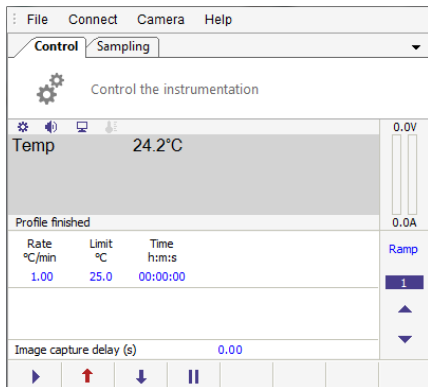 File Connect Camera Help
Control Sampling
Control the instrumentation
0.0V
Temp 24.2°C
Profile finished
0.0A
Rate Limit Time
°C/min °C h:m:s
Ramp
1.00 25.0 00:00:00
1
Image capture delay (s) 0.00